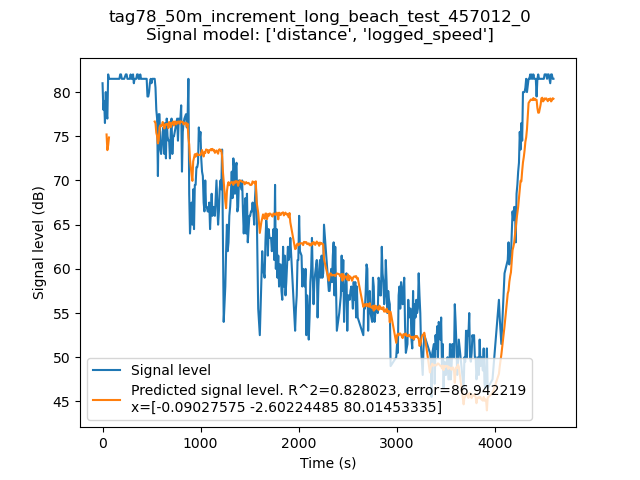 tag78_50m_increment_long_beach_test_457012_0
Signal model: ['distance', 'logged_speed']
80
75
70
65
60
55
50
45
Signal level (dB)
Signal level
Predicted signal level. R^2=0.828023, error=86.942219
x=[-0.09027575 -2.60224485 80.01453335]
0
1000
2000
3000
4000
Time (s)